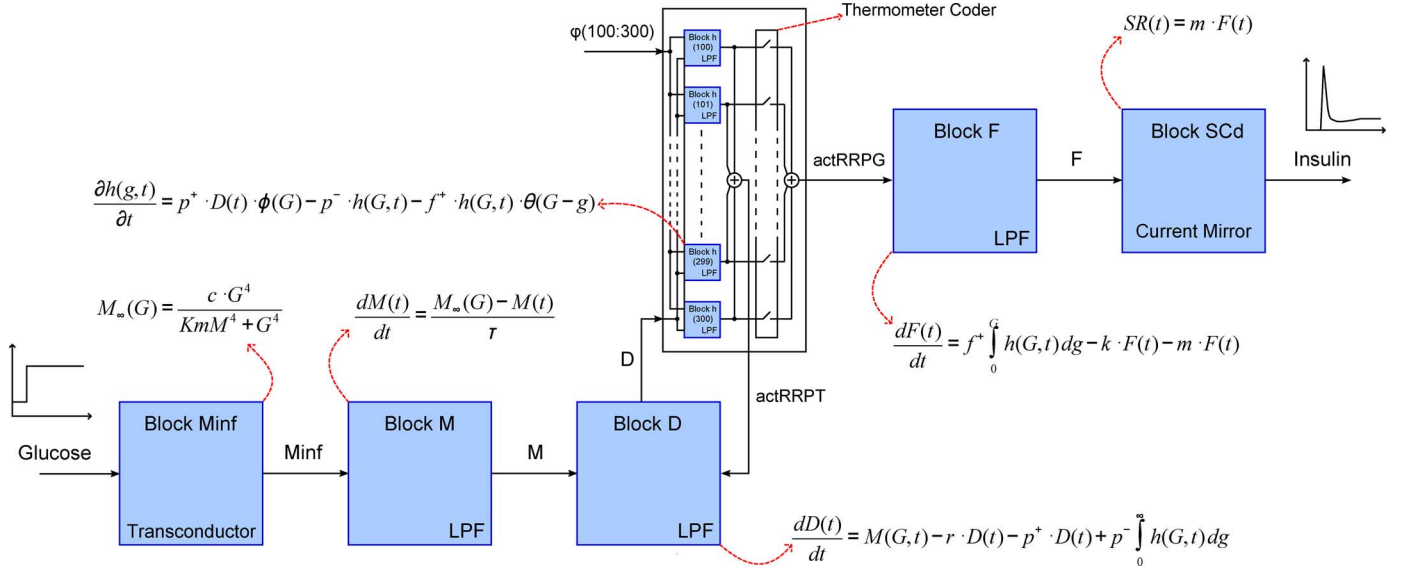 Thermometer Coder
φ(100:300)
Block h
(100)
LPF
Block h
(101)
LPF
Block h
(299)
LPF
Block h
(300)
LPF
SR(t) = m · F(t)
actRRPG
Block F
LPF
F
Block SCd
Current Mirror
Insulin
∂h(g,t)/∂t = p⁺ · D(t) · ϕ(G) − p⁻ · h(G,t) − f⁺ · h(G,t) · θ(G − g)
M∞(G) = c · G⁴ / KmM⁴ + G⁴
dM(t)/dt = M∞(G) − M(t) / τ
dF(t)/dt = f⁺ ∫₀ᴳ h(G,t) dg − k · F(t) − m · F(t)
D
actRRPT
Glucose
Block Minf
Transconductor
Minf
Block M
LPF
M
Block D
LPF
dD(t)/dt = M(G,t) − r · D(t) − p⁺ · D(t) + p⁻ ∫₀^∞ h(G,t) dg